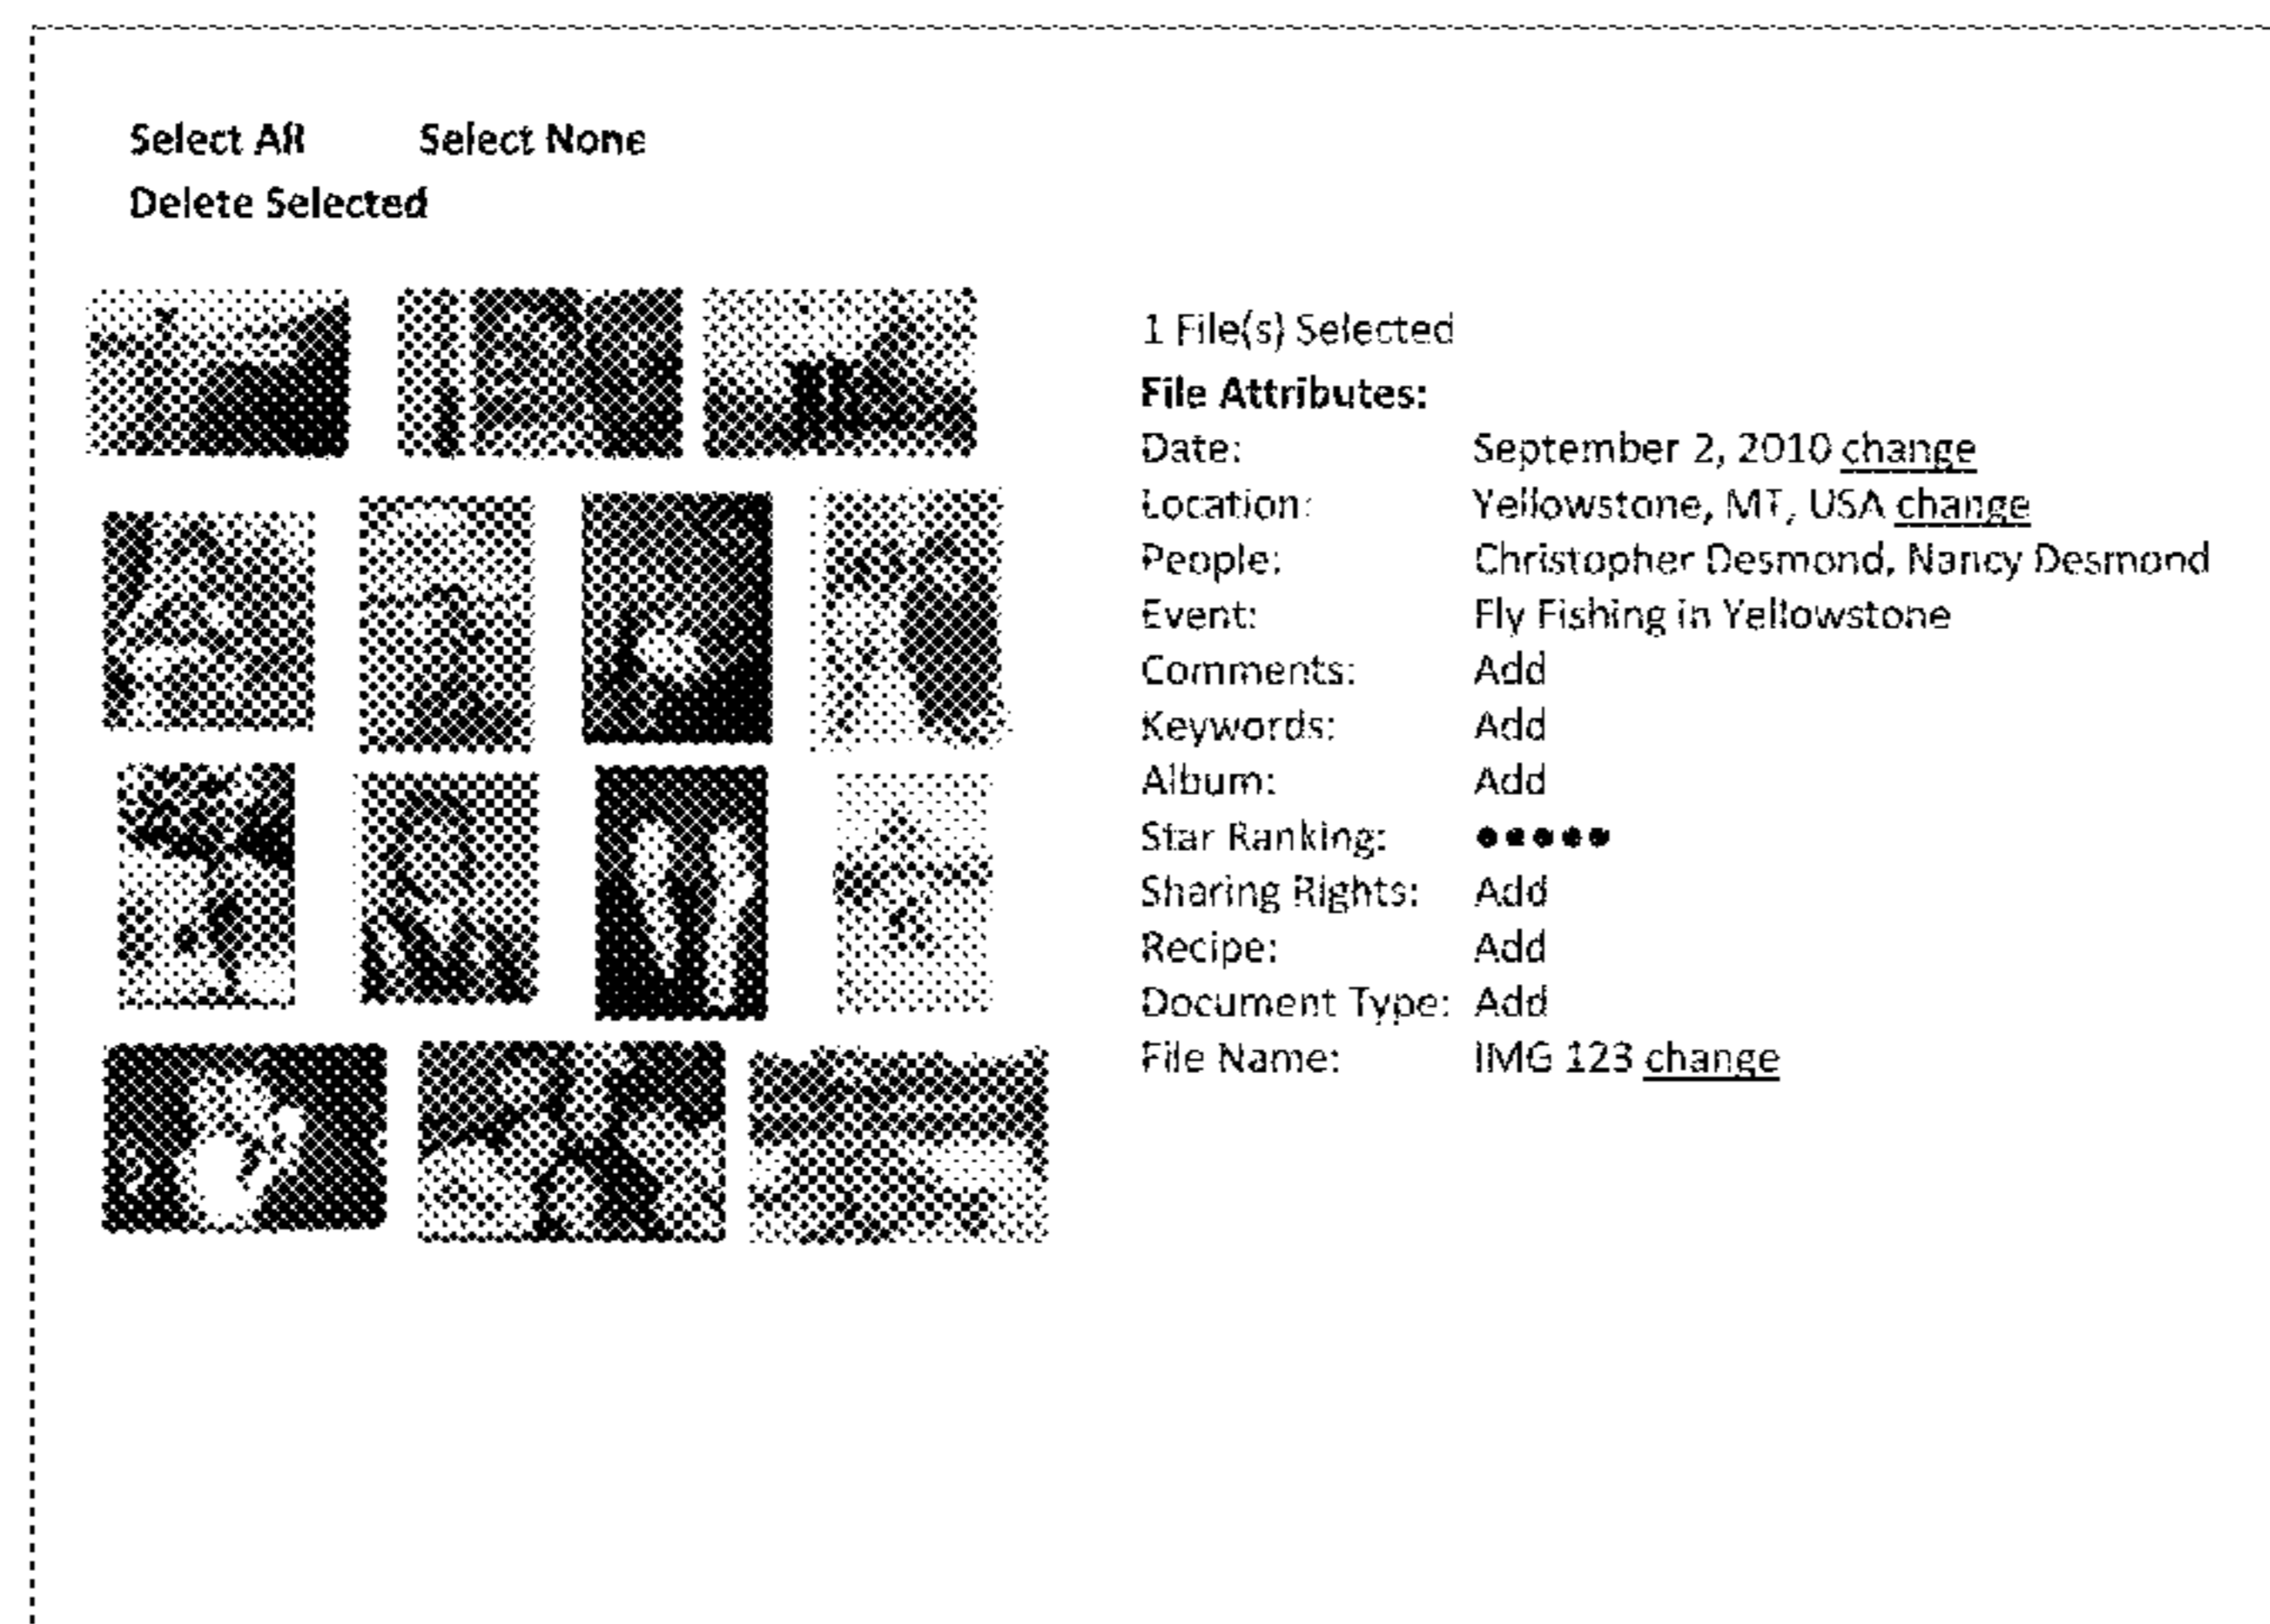 Select All Select None
Delete Selected
1 File(s) Selected
File Attributes:
Date: September 2, 2010 change
Location: Yellowstone, MT, USA change
People: Christopher Desmond, Nancy Desmond
Event: Fly Fishing in Yellowstone
Comments: Add
Keywords: Add
Album: Add
Star Ranking: ●●●●●
Sharing Rights: Add
Recipe: Add
Document Type: Add
File Name: IMG 123 change